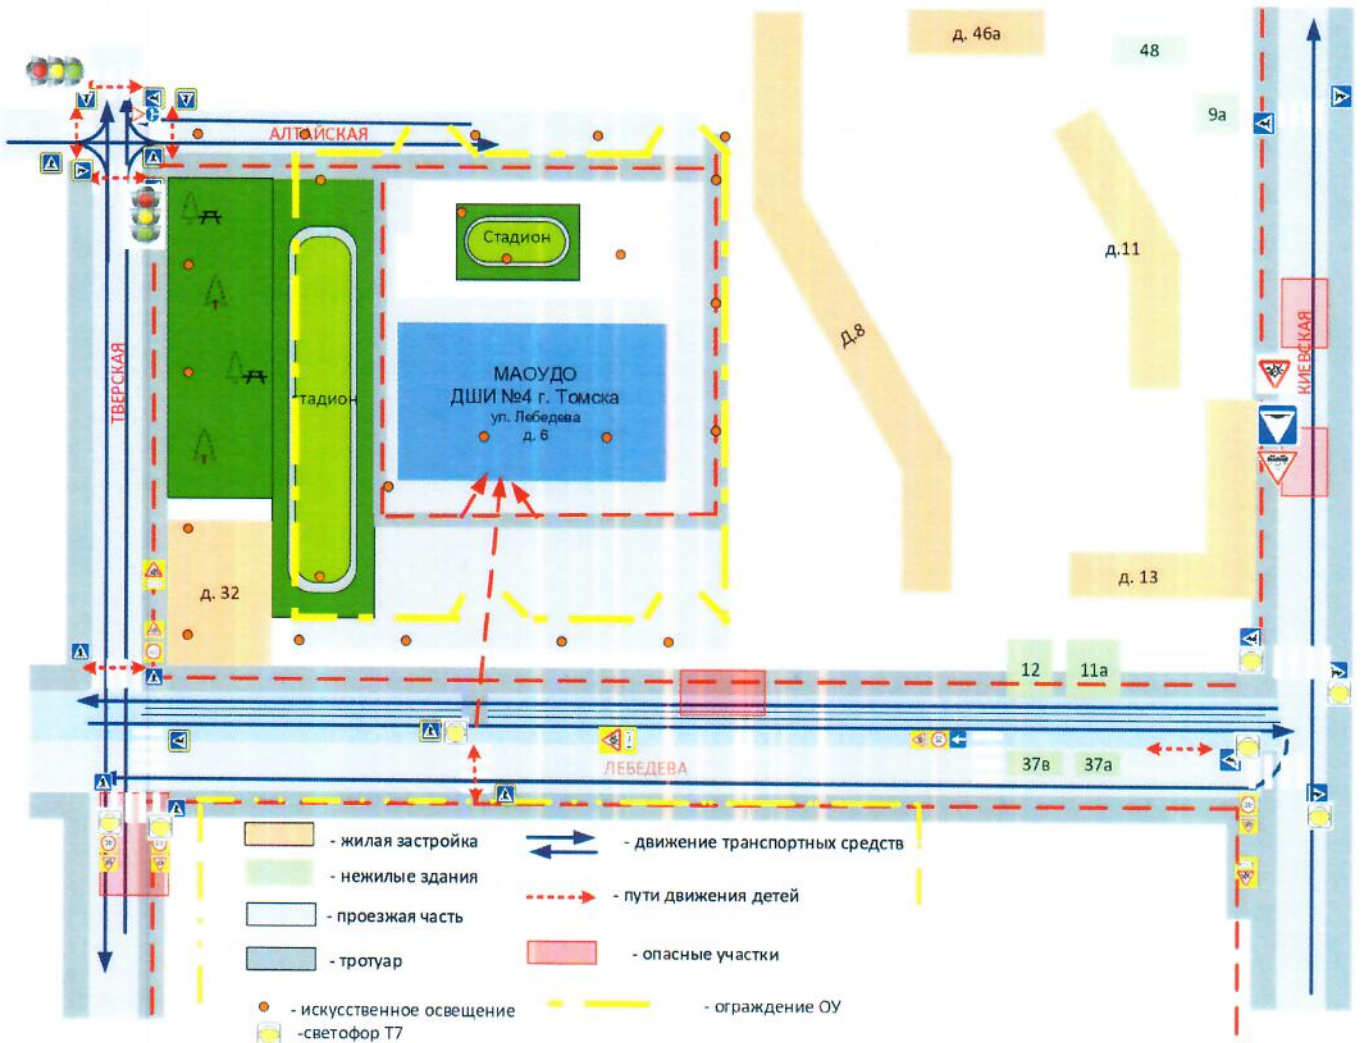 д. 46а
48
9а
АЛТАЙСКАЯ
Стадион
д.11
д.8
КИЕВСКАЯ
ТВЕРСКАЯ
МАОУДО
ДШИ №4 г. Томска
ул. Лебедева
д. 6
тадион
д. 32
д. 13
12
11а
37в
37а
ЛЕБЕДЕВА
- жилая застройка
- нежилые здания
- проезжая часть
- тротуар
- искусственное освещение
-светофор Т7
- движение транспортных средств
- пути движения детей
- опасные участки
- ограждение ОУ